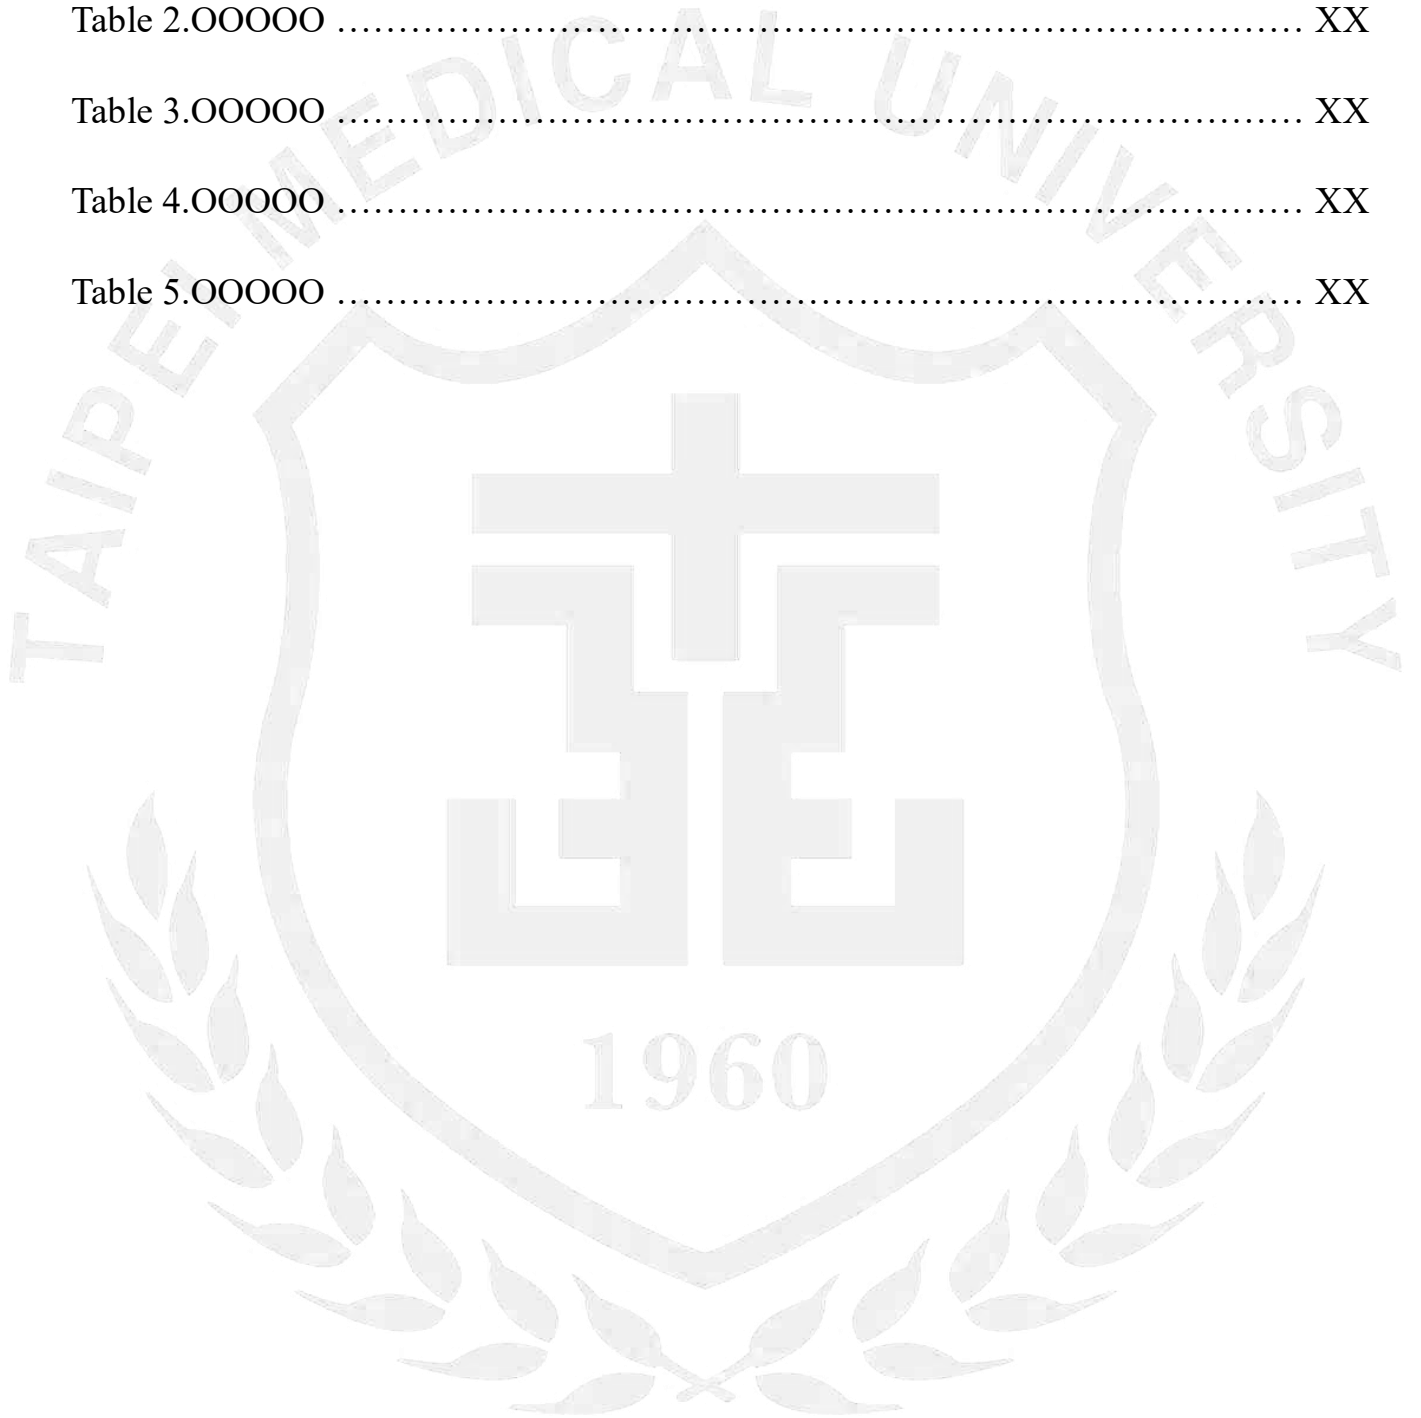 Table 2.OOOOO ........................................................................ XX
Table 3.OOOOO ........................................................................ XX
Table 4.OOOOO ........................................................................ XX
Table 5.OOOOO ........................................................................ XX
TAIPEI MEDICAL UNIVERSITY
1960